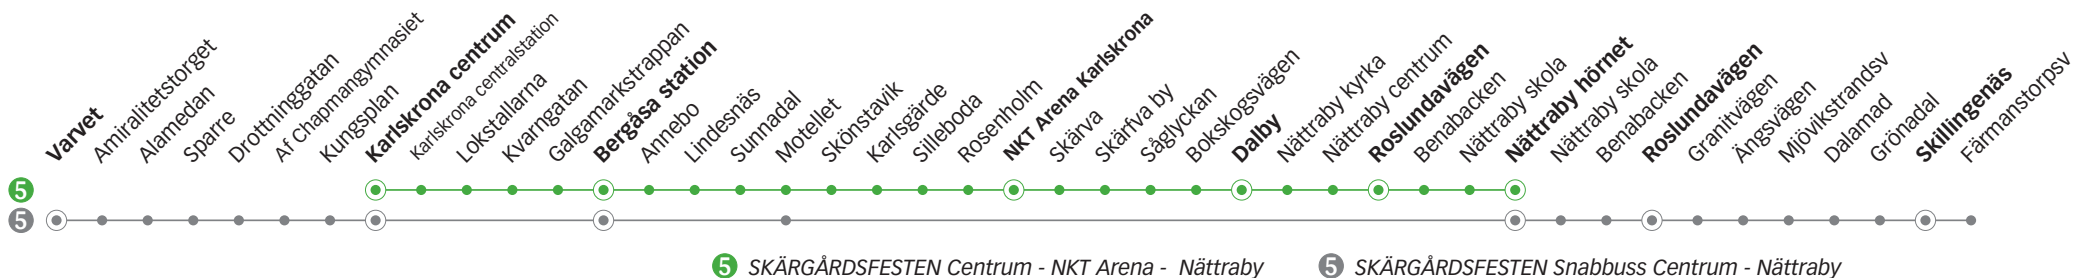 Varvet
Amiralitetstorget
Alamedan
Sparre
Drottninggatan
Af Chapmangymnasiet
Kungsplan
Karlskrona centrum
Karlskrona centralstation
Lokstallarna
Kvarngatan
Galgamarkstrappan
Bergåsa station
Annebo
Lindesnäs
Sunnadal
Motellet
Skönstavik
Karlsgärde
Silleboda
Rosenholm
NKT Arena Karlskrona
Skärva
Skärfva by
Såglyckan
Bokskogsvägen
Dalby
Nättraby kyrka
Nättraby centrum
Roslundavägen
Benabacken
Nättraby skola
Nättraby hörnet
Nättraby skola
Benabacken
Roslundavägen
Granitvägen
Ängsvägen
Mjövikstrandsv
Dalamad
Grönadal
Skillingenäs
Färmanstorpsv
5
5
5 SKÄRGÅRDSFESTEN Centrum - NKT Arena - Nättraby
5 SKÄRGÅRDSFESTEN Snabbuss Centrum - Nättraby